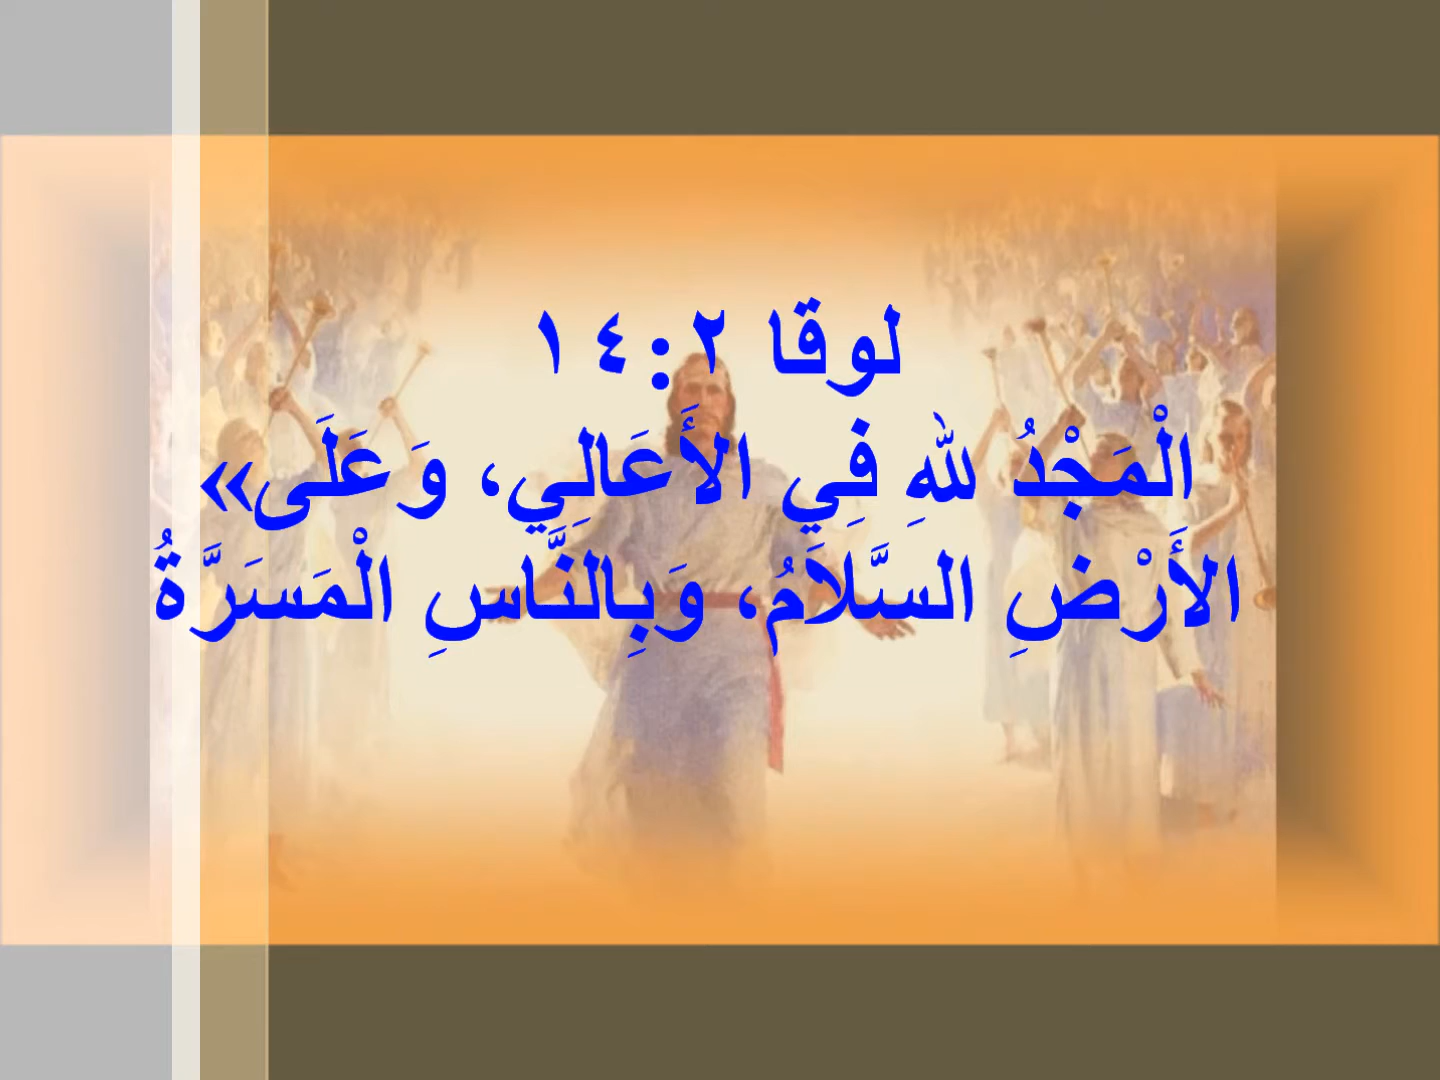 لوقا ٢:١٤
الْمَجْدُ للهِ فِي الأَعَالِي، وَعَلَى»
الأَرْضِ السَّلاَمُ، وَبِالنَّاسِ الْمَسَرَّةُ